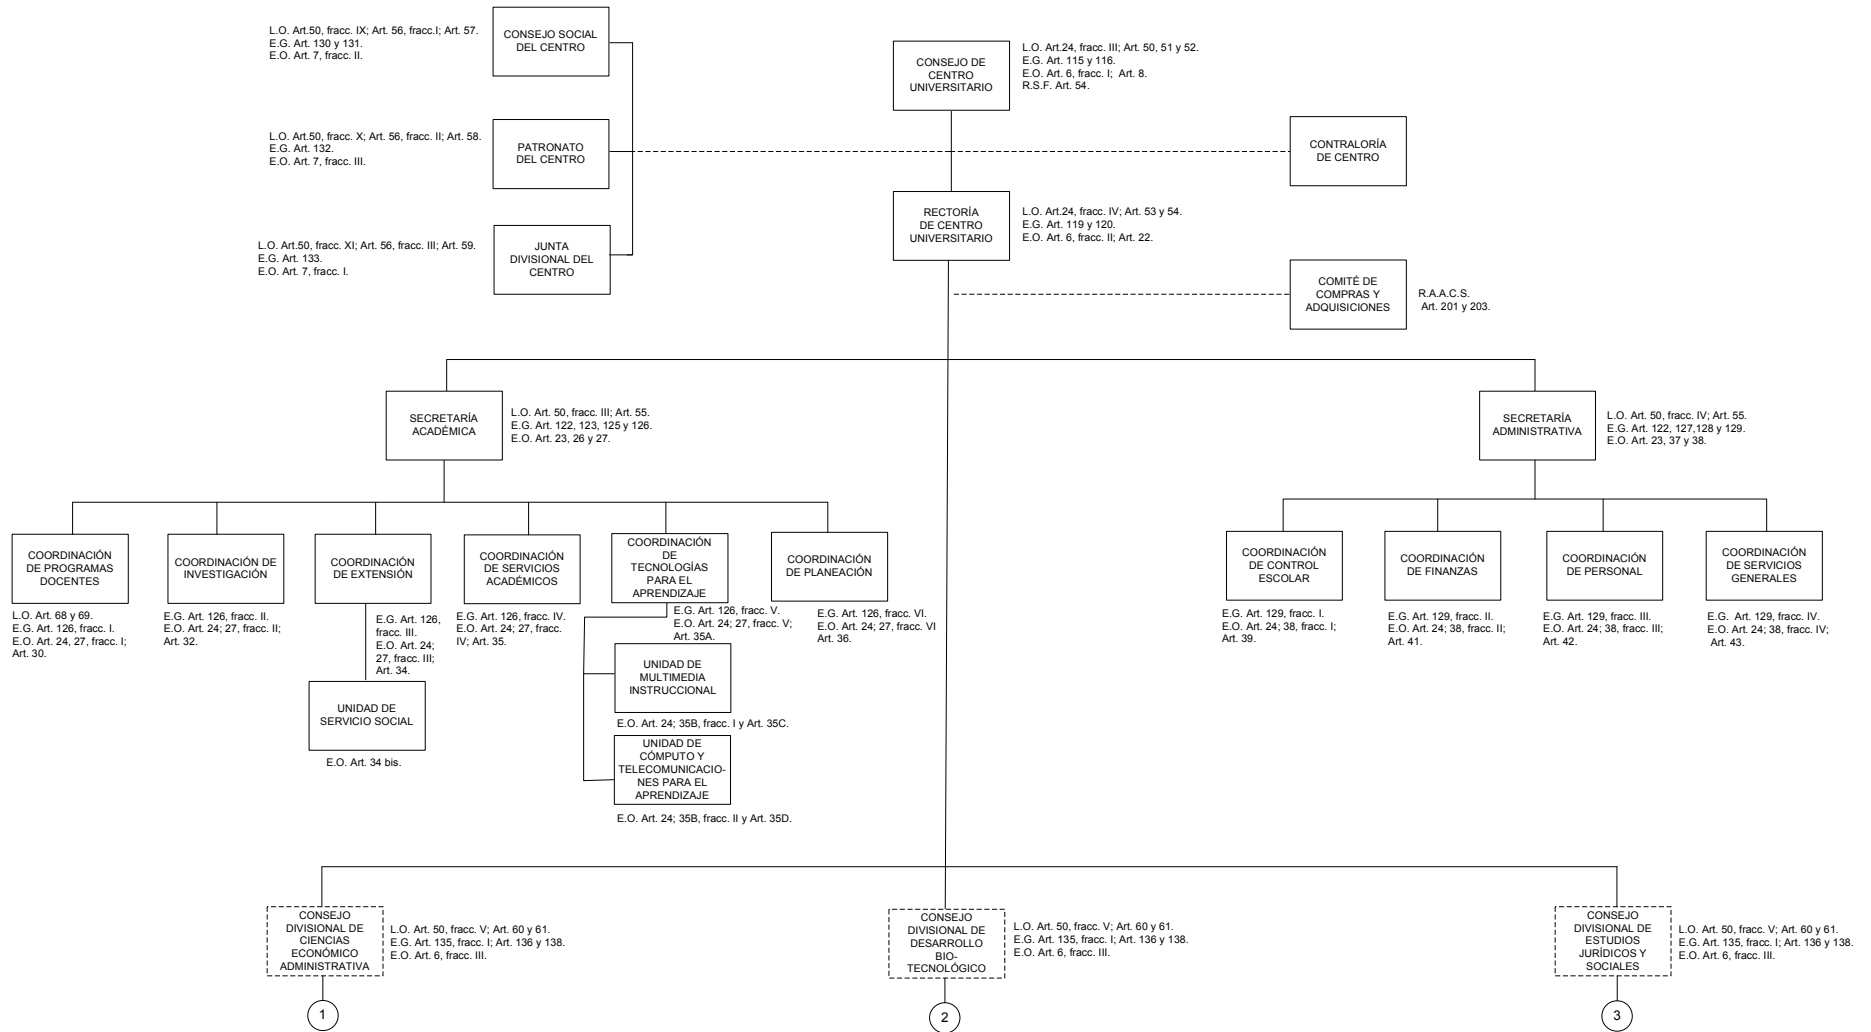 L.O. Art.50, fracc. IX; Art. 56, fracc.I; Art. 57.
E.G. Art. 130 y 131.
E.O. Art. 7, fracc. II.
CONSEJO SOCIAL
DEL CENTRO
CONSEJO DE
CENTRO
UNIVERSITARIO
L.O. Art.24, fracc. III; Art. 50, 51 y 52.
E.G. Art. 115 y 116.
E.O. Art. 6, fracc. I;  Art. 8.
R.S.F. Art. 54.
L.O. Art.50, fracc. X; Art. 56, fracc. II; Art. 58.
E.G. Art. 132.
E.O. Art. 7, fracc. III.
PATRONATO
DEL CENTRO
CONTRALORÍA
DE CENTRO
RECTORÍA
DE CENTRO
UNIVERSITARIO
L.O. Art.24, fracc. IV; Art. 53 y 54.
E.G. Art. 119 y 120.
E.O. Art. 6, fracc. II; Art. 22.
L.O. Art.50, fracc. XI; Art. 56, fracc. III; Art. 59.
E.G. Art. 133.
E.O. Art. 7, fracc. I.
JUNTA
DIVISIONAL DEL
CENTRO
COMITÉ DE
COMPRAS Y
ADQUISICIONES
R.A.A.C.S.
Art. 201 y 203.
SECRETARÍA
ACADÉMICA
L.O. Art. 50, fracc. III; Art. 55.
E.G. Art. 122, 123, 125 y 126.
E.O. Art. 23, 26 y 27.
SECRETARÍA
ADMINISTRATIVA
L.O. Art. 50, fracc. IV; Art. 55.
E.G. Art. 122, 127,128 y 129.
E.O. Art. 23, 37 y 38.
COORDINACIÓN
DE PROGRAMAS
DOCENTES
L.O. Art. 68 y 69.
E.G. Art. 126, fracc. I.
E.O. Art. 24, 27, fracc. I;
Art. 30.
COORDINACIÓN DE
INVESTIGACIÓN
E.G. Art. 126, fracc. II.
E.O. Art. 24; 27, fracc. II;
Art. 32.
COORDINACIÓN
DE EXTENSIÓN
E.G. Art. 126,
fracc. III.
E.O. Art. 24;
27, fracc. III;
Art. 34.
UNIDAD DE
SERVICIO SOCIAL
E.O. Art. 34 bis.
COORDINACIÓN
DE SERVICIOS
ACADÉMICOS
E.G. Art. 126, fracc. IV.
E.O. Art. 24; 27, fracc.
IV; Art. 35.
COORDINACIÓN
DE
TECNOLOGÍAS
PARA EL
APRENDIZAJE
E.G. Art. 126, fracc. V.
E.O. Art. 24; 27, fracc. V;
Art. 35A.
UNIDAD DE
MULTIMEDIA
INSTRUCCIONAL
E.O. Art. 24; 35B, fracc. I y Art. 35C.
UNIDAD DE
CÓMPUTO Y
TELECOMUNICACIO-
NES PARA EL
APRENDIZAJE
E.O. Art. 24; 35B, fracc. II y Art. 35D.
COORDINACIÓN
DE PLANEACIÓN
E.G. Art. 126, fracc. VI.
E.O. Art. 24; 27, fracc. VI
Art. 36.
COORDINACIÓN
DE CONTROL
ESCOLAR
E.G. Art. 129, fracc. I.
E.O. Art. 24; 38, fracc. I;
Art. 39.
COORDINACIÓN
DE FINANZAS
E.G. Art. 129, fracc. II.
E.O. Art. 24; 38, fracc. II;
Art. 41.
COORDINACIÓN
DE PERSONAL
E.G. Art. 129, fracc. III.
E.O. Art. 24; 38, fracc. III;
Art. 42.
COORDINACIÓN
DE SERVICIOS
GENERALES
E.G.  Art. 129, fracc. IV.
E.O. Art. 24; 38, fracc. IV;
Art. 43.
CONSEJO
DIVISIONAL DE
CIENCIAS
ECONÓMICO
ADMINISTRATIVA
L.O. Art. 50, fracc. V; Art. 60 y 61.
E.G. Art. 135, fracc. I; Art. 136 y 138.
E.O. Art. 6, fracc. III.
1
CONSEJO
DIVISIONAL DE
DESARROLLO
BIO-
TECNOLÓGICO
L.O. Art. 50, fracc. V; Art. 60 y 61.
E.G. Art. 135, fracc. I; Art. 136 y 138.
E.O. Art. 6, fracc. III.
2
CONSEJO
DIVISIONAL DE
ESTUDIOS
JURÍDICOS Y
SOCIALES
L.O. Art. 50, fracc. V; Art. 60 y 61.
E.G. Art. 135, fracc. I; Art. 136 y 138.
E.O. Art. 6, fracc. III.
3